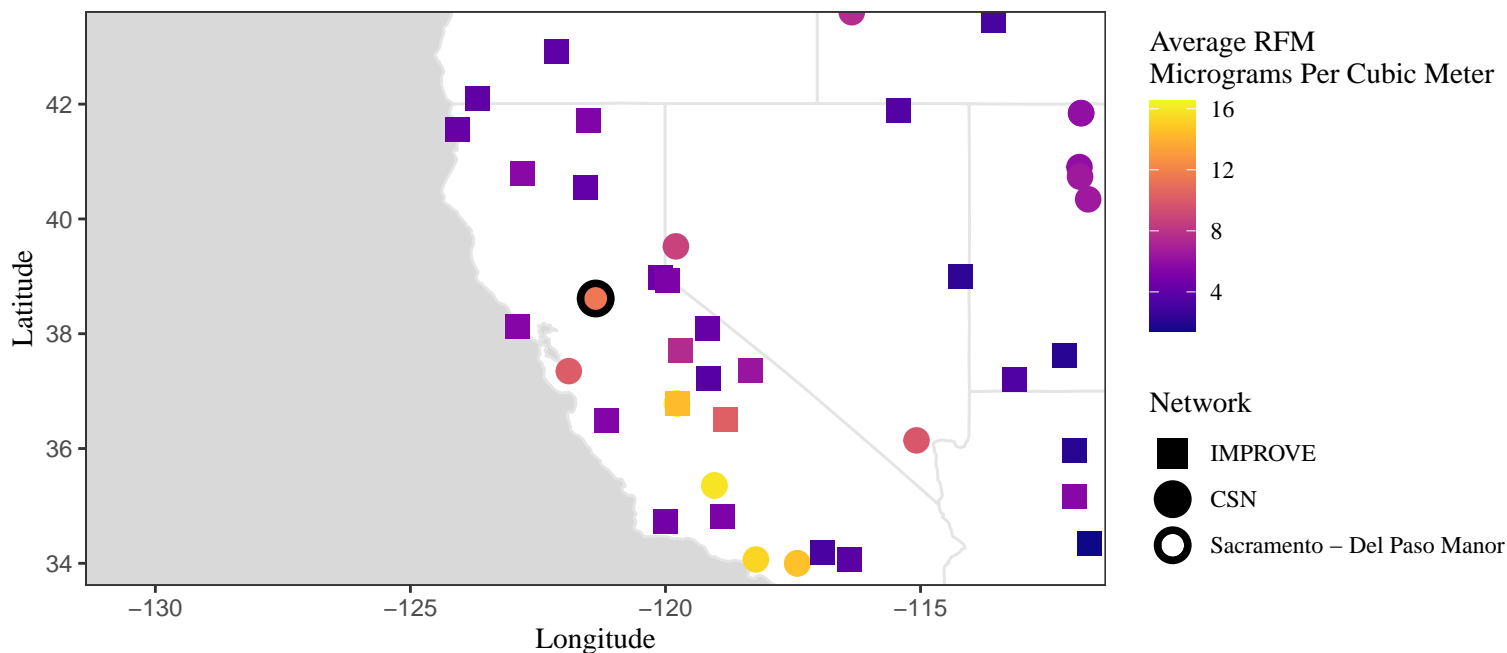 42
40
38
36
34
Latitude
−130
−125
−120
−115
Longitude
Average RFM
Micrograms Per Cubic Meter
16
12
8
4
Network
IMPROVE
CSN
Sacramento – Del Paso Manor